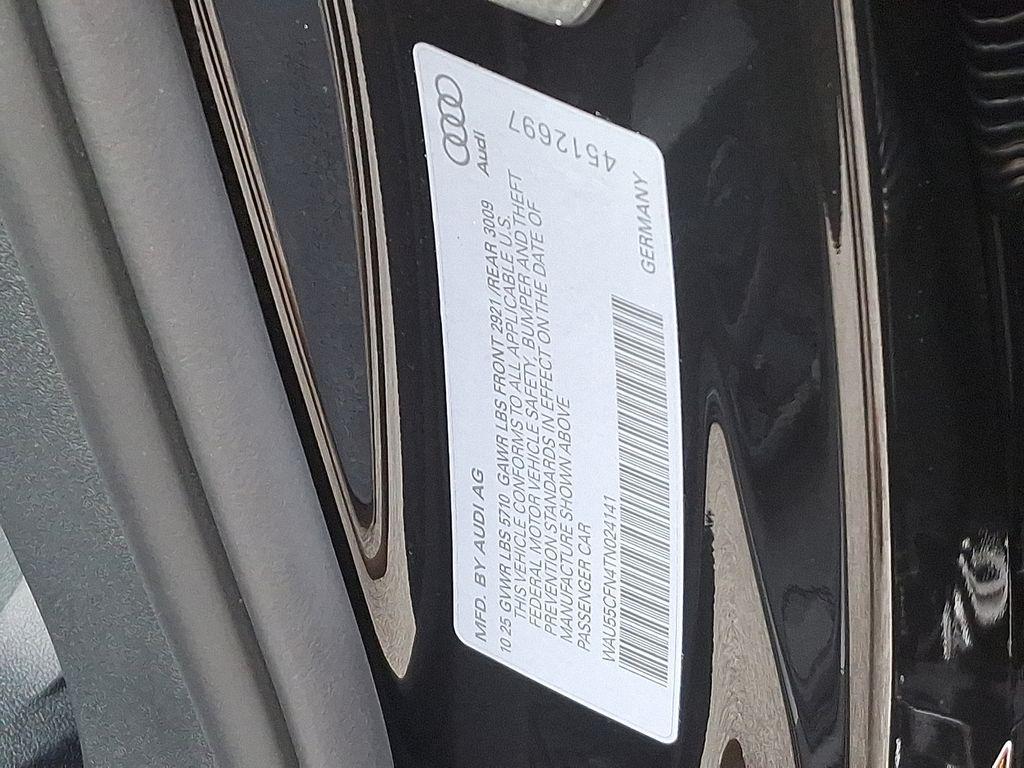 MFD. BY AUDI AG
Audi
10 25 GWWR LBS 5710 GAWR LBS FRONT 2921 /REAR 3009
THIS VEHICLE CONFORMS TO ALL APPLICABLE U.S.
FEDERAL MOTOR VEHICLE SAFETY, BUMPER AND THEFT
PREVENTION STANDARDS IN EFFECT ON THE DATE OF
MANUFACTURE SHOWN ABOVE
PASSENGER CAR
4512697
WAU55CFN4TN024141
GERMANY